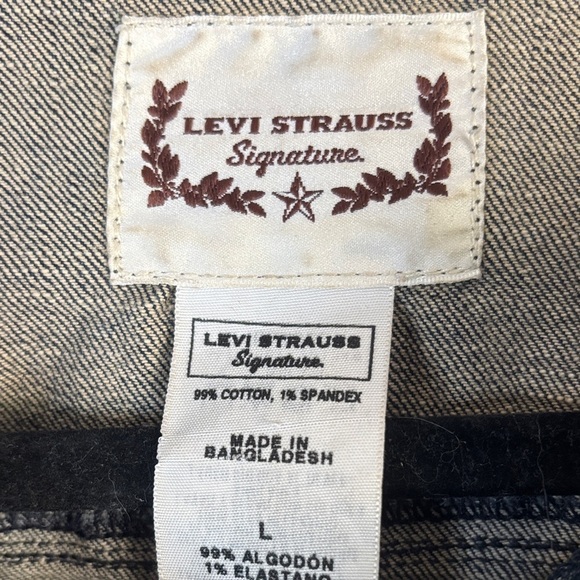 LEVI STRAUSS
Signature.
LEVI STRAUSS
Signature.
99% COTTON, 1% SPANDEX
MADE IN
BANGLADESH
L
99% ALGODÓN
1% ELASTANO